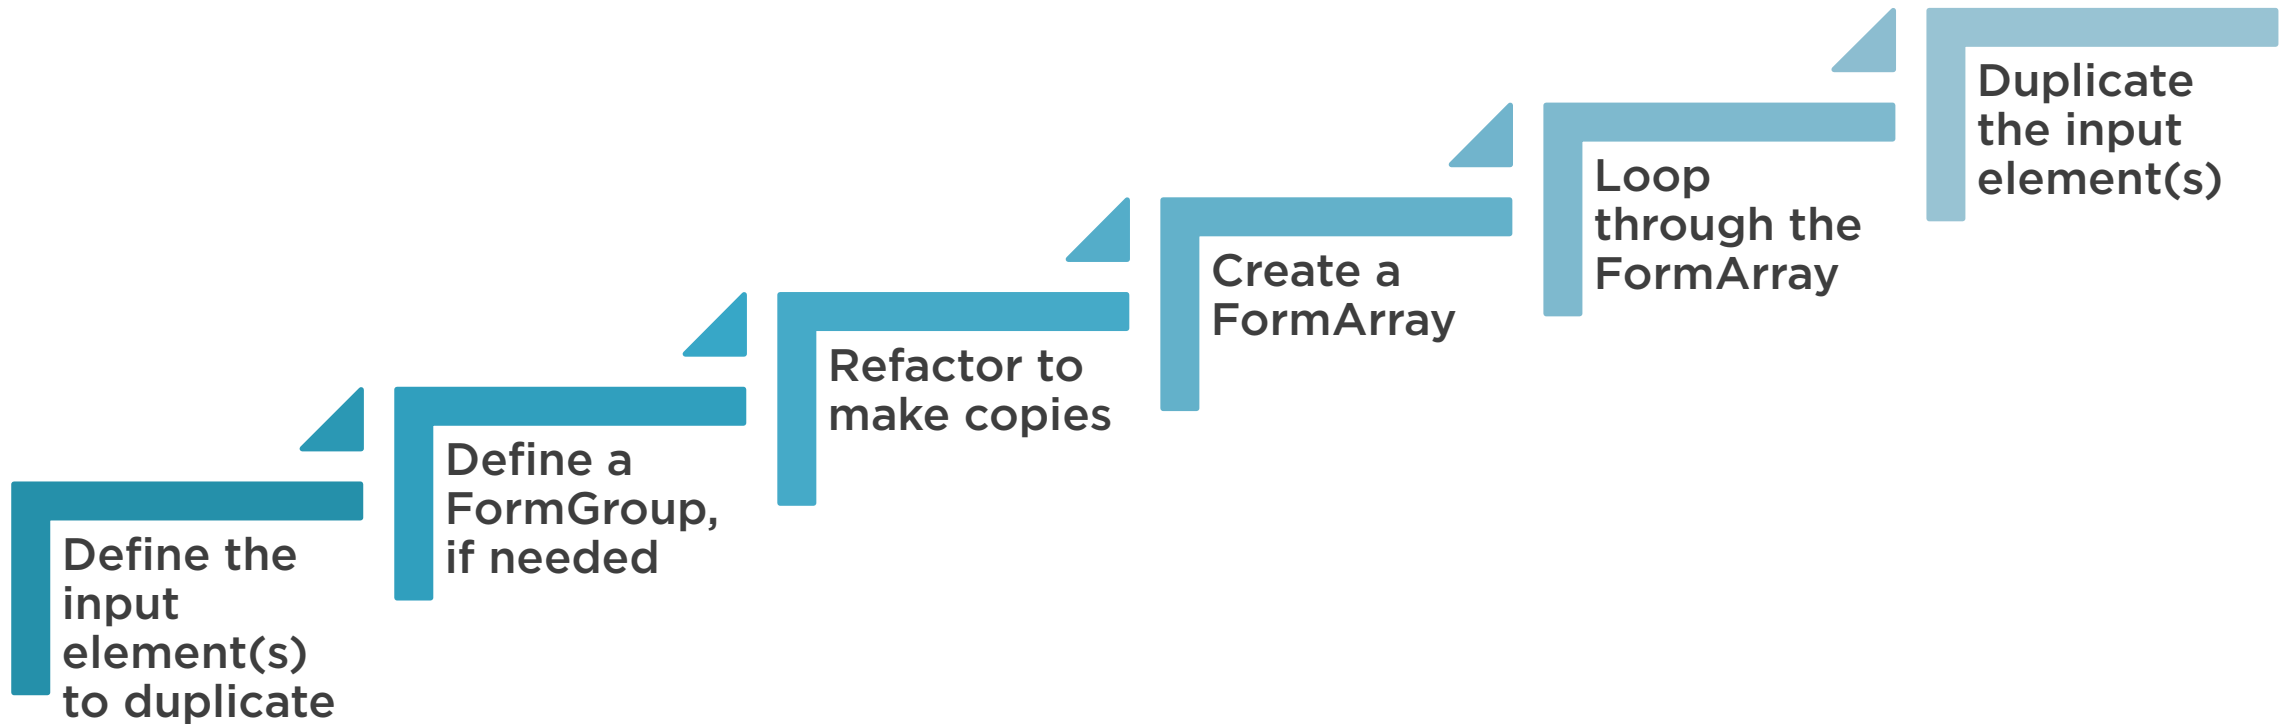 Define the
input
element(s)
to duplicate
Define a
FormGroup,
if needed
Refactor to
make copies
Create a
FormArray
Loop
through the
FormArray
Duplicate
the input
element(s)